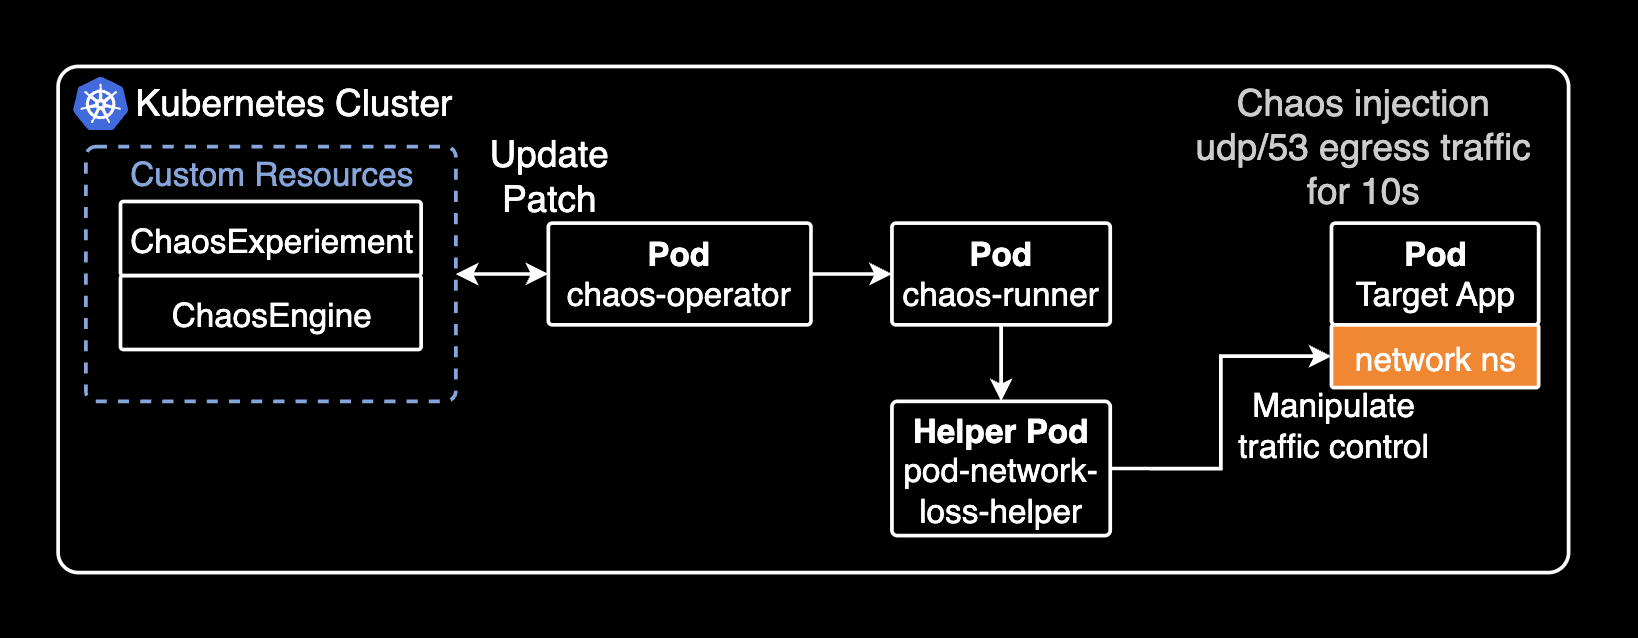 Kubernetes Cluster
Custom Resources
ChaosExperiement
ChaosEngine
Update
Patch
Pod
chaos-operator
Pod
chaos-runner
Helper Pod
pod-network-
loss-helper
Chaos injection
udp/53 egress traffic
for 10s
Pod
Target App
network ns
Manipulate
traffic control